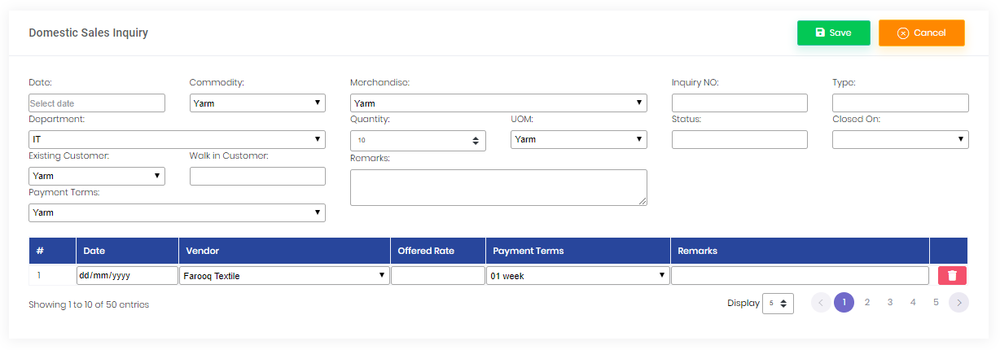 Domestic Sales Inquiry Save Cancel
Date: Commodity: Merchandise: Inquiry NO: Type:
Select date Yarm Yarm
Department: Quantity: UOM: Status: Closed On:
IT 10 Yarm
Existing Customer: Walk in Customer: Remarks:
Yarm
Payment Terms:
Yarm
# Date Vendor Offered Rate Payment Terms Remarks
1 dd/mm/yyyy Farooq Textile 01 week
Showing 1 to 10 of 50 entries Display 5 1 2 3 4 5